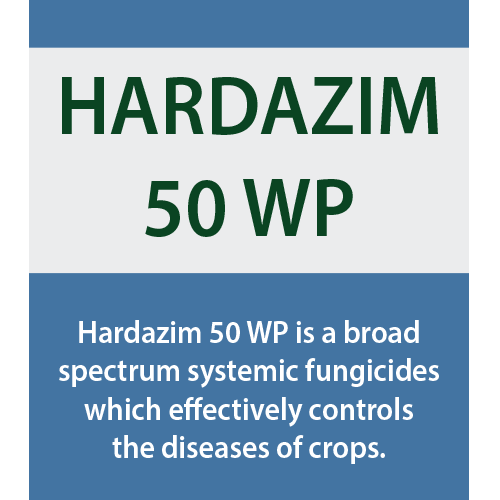 HARDAZIM
50 WP
Hardazim 50 WP is a broad
spectrum systemic fungicides
which effectively controls
the diseases of crops.